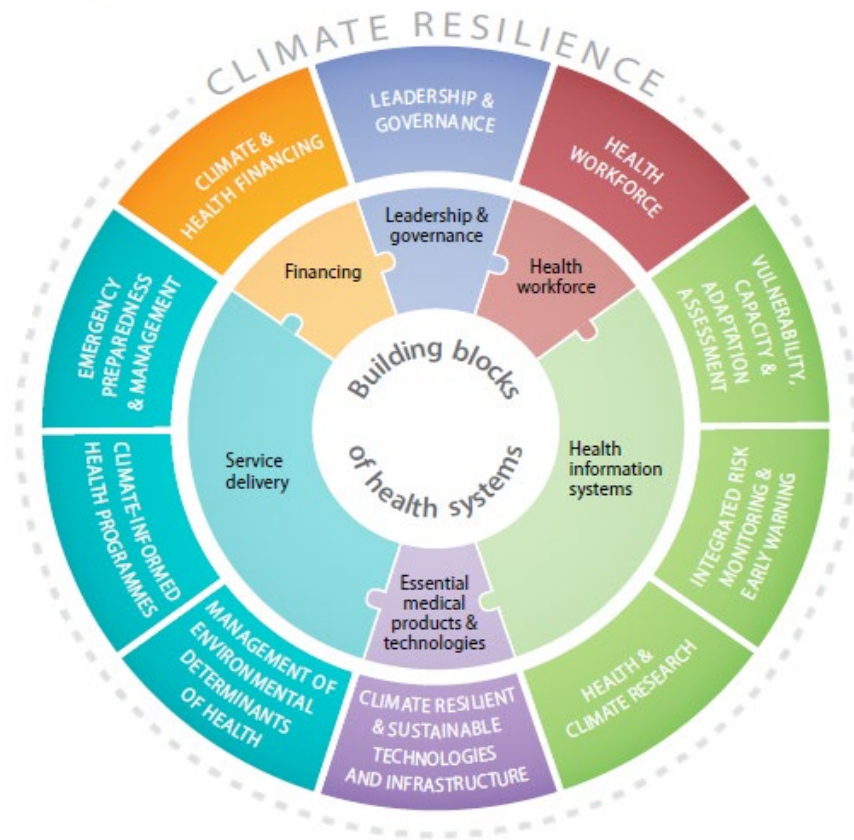 CLIMATE RESILIENCE
LEADERSHIP &
GOVERNANCE
HEALTH
WORKFORCE
VULNERABILITY,
CAPACITY &
ADAPTATION
ASSESSMENT
INTEGRATED RISK
MONITORING &
EARLY WARNING
HEALTH &
CLIMATE RESEARCH
CLIMATE RESILIENT
& SUSTAINABLE
TECHNOLOGIES
AND INFRASTRUCTURE
MANAGEMENT OF
ENVIRONMENTAL
DETERMINANTS
OF HEALTH
CLIMATE-INFORMED
HEALTH PROGRAMMES
EMERGENCY
PREPAREDNESS
& MANAGEMENT
CLIMATE &
HEALTH FINANCING
Leadership &
governance
Health
workforce
Health
information
systems
Essential
medical
products &
technologies
Service
delivery
Financing
Building blocks
of health systems